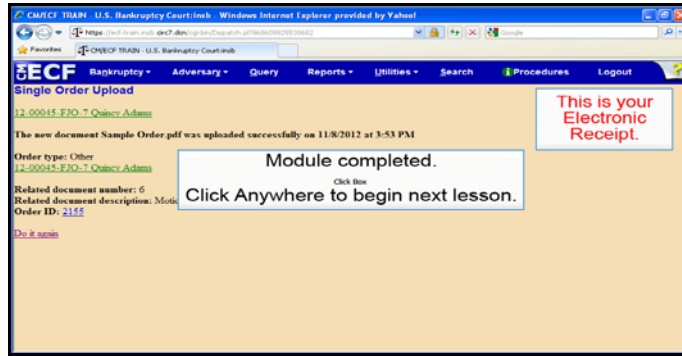 CM/ECF TRAIN - U.S. Bankruptcy Court:insb - Windows Internet Explorer provided by Yahoo!
Google
Favorites CM/ECF TRAIN - U.S. Bankruptcy Court:insb
ECF Bankruptcy Adversary Query Reports Utilities Search Procedures Logout
Single Order Upload
This is your
Electronic
Receipt.
12-00045-FJO-7 Quincy Adams
The new document Sample Order.pdf was uploaded successfully on 11/8/2012 at 3:53 PM
Order type: Other
12-00045-FJO-7 Quincy Adams
Module completed.
Click Box
Click Anywhere to begin next lesson.
Related document number: 6
Related document description:
Order ID: 2155
Do it again